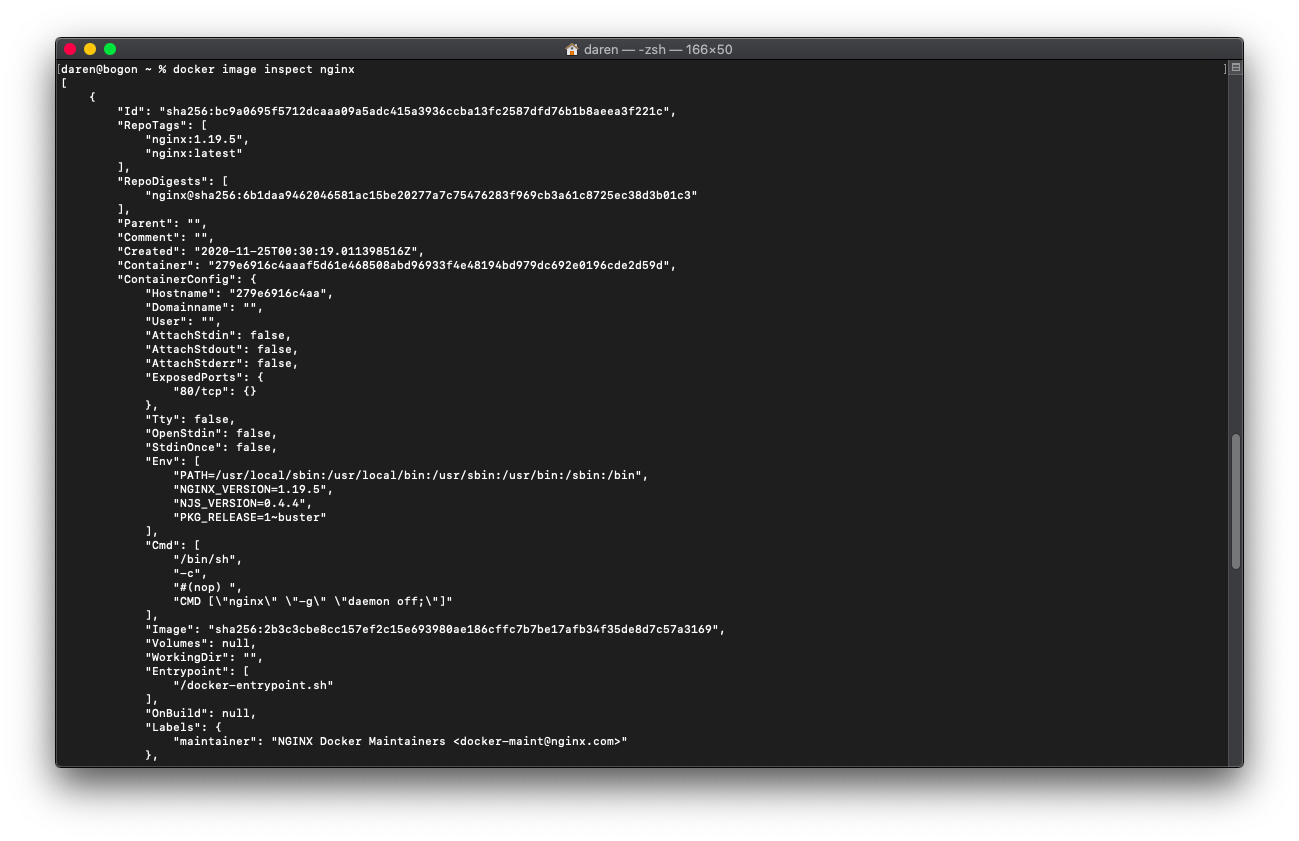 daren — -zsh — 166×50
[daren@bogon ~ % docker image inspect nginx ]
[
    {
        "Id": "sha256:bc9a0695f5712dcaaa09a5adc415a3936ccba13fc2587dfd76b1b8aeea3f221c",
        "RepoTags": [
            "nginx:1.19.5",
            "nginx:latest"
        ],
        "RepoDigests": [
            "nginx@sha256:6b1daa9462046581ac15be20277a7c75476283f969cb3a61c8725ec38d3b01c3"
        ],
        "Parent": "",
        "Comment": "",
        "Created": "2020-11-25T00:30:19.011398516Z",
        "Container": "279e6916c4aaaf5d61e468508abd96933f4e48194bd979dc692e0196cde2d59d",
        "ContainerConfig": {
            "Hostname": "279e6916c4aa",
            "Domainname": "",
            "User": "",
            "AttachStdin": false,
            "AttachStdout": false,
            "AttachStderr": false,
            "ExposedPorts": {
                "80/tcp": {}
            },
            "Tty": false,
            "OpenStdin": false,
            "StdinOnce": false,
            "Env": [
                "PATH=/usr/local/sbin:/usr/local/bin:/usr/sbin:/usr/bin:/sbin:/bin",
                "NGINX_VERSION=1.19.5",
                "NJS_VERSION=0.4.4",
                "PKG_RELEASE=1~buster"
            ],
            "Cmd": [
                "/bin/sh",
                "-c",
                "#(nop) ",
                "CMD [\"nginx\" \"-g\" \"daemon off;\"]"
            ],
            "Image": "sha256:2b3c3cbe8cc157ef2c15e693980ae186cffc7b7be17afb34f35de8d7c57a3169",
            "Volumes": null,
            "WorkingDir": "",
            "Entrypoint": [
                "/docker-entrypoint.sh"
            ],
            "OnBuild": null,
            "Labels": {
                "maintainer": "NGINX Docker Maintainers <docker-maint@nginx.com>"
            },